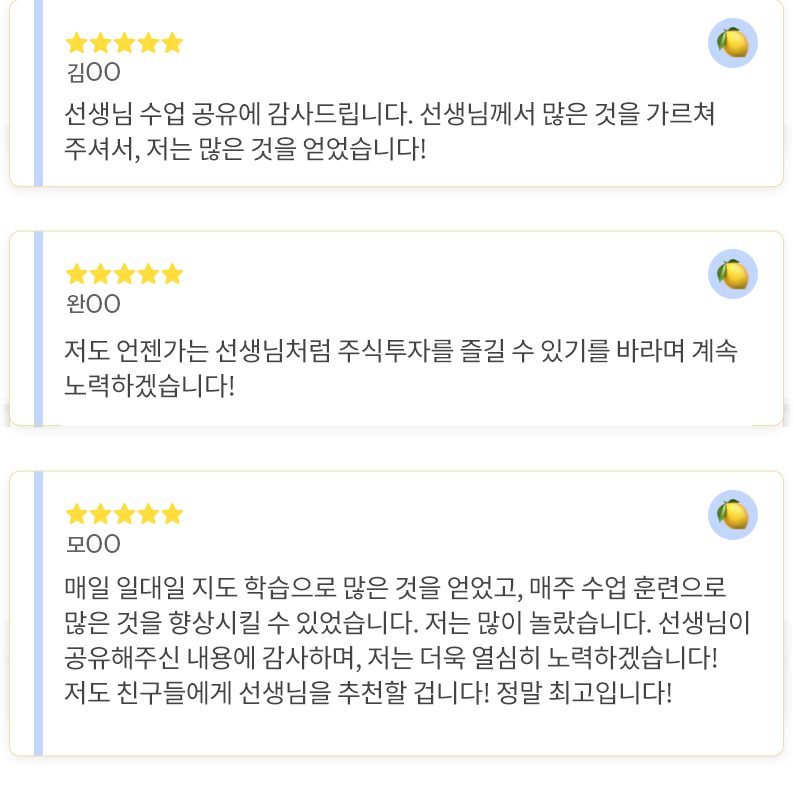 김OO
선생님 수업 공유에 감사드립니다. 선생님께서 많은 것을 가르쳐
주셔서, 저는 많은 것을 얻었습니다!
완OO
저도 언젠가는 선생님처럼 주식투자를 즐길 수 있기를 바라며 계속
노력하겠습니다!
모OO
매일 일대일 지도 학습으로 많은 것을 얻었고, 매주 수업 훈련으로
많은 것을 향상시킬 수 있었습니다. 저는 많이 놀랐습니다. 선생님이
공유해주신 내용에 감사하며, 저는 더욱 열심히 노력하겠습니다!
저도 친구들에게 선생님을 추천할 겁니다! 정말 최고입니다!